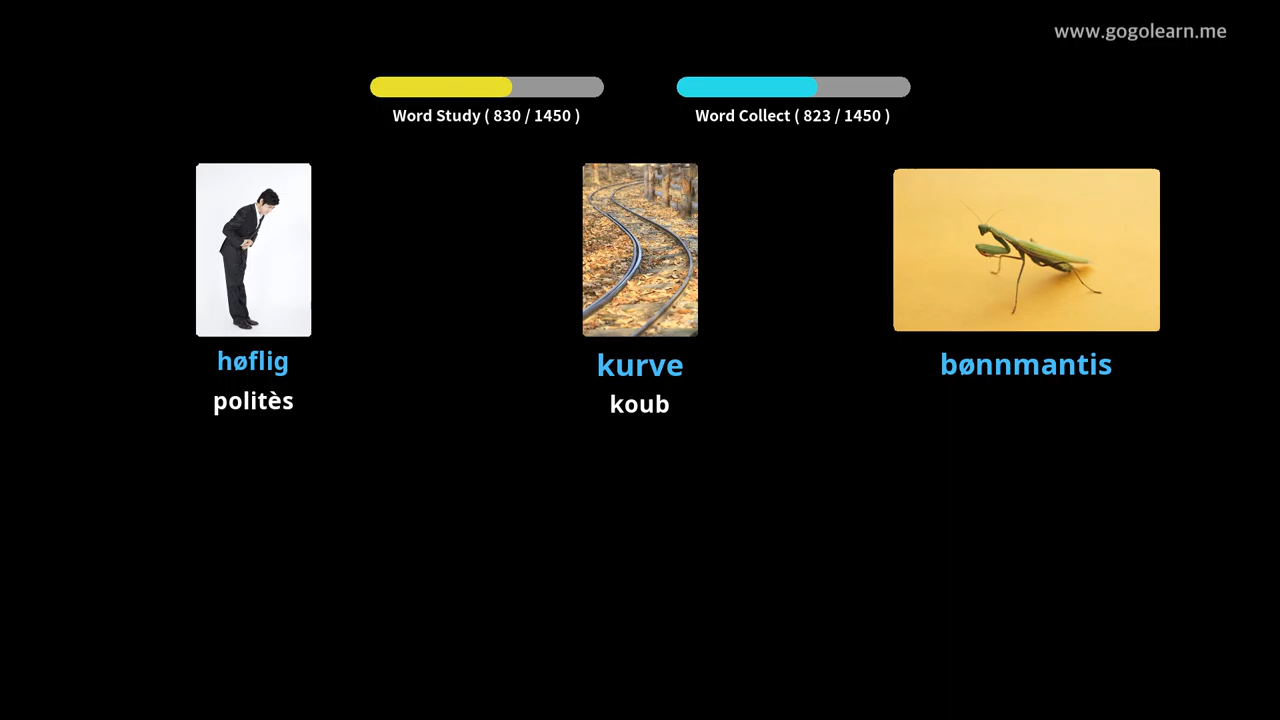 www.gogolearn.me
Word Study ( 830 / 1450 )
Word Collect ( 823 / 1450 )
høflig
politès
kurve
koub
bønnmantis